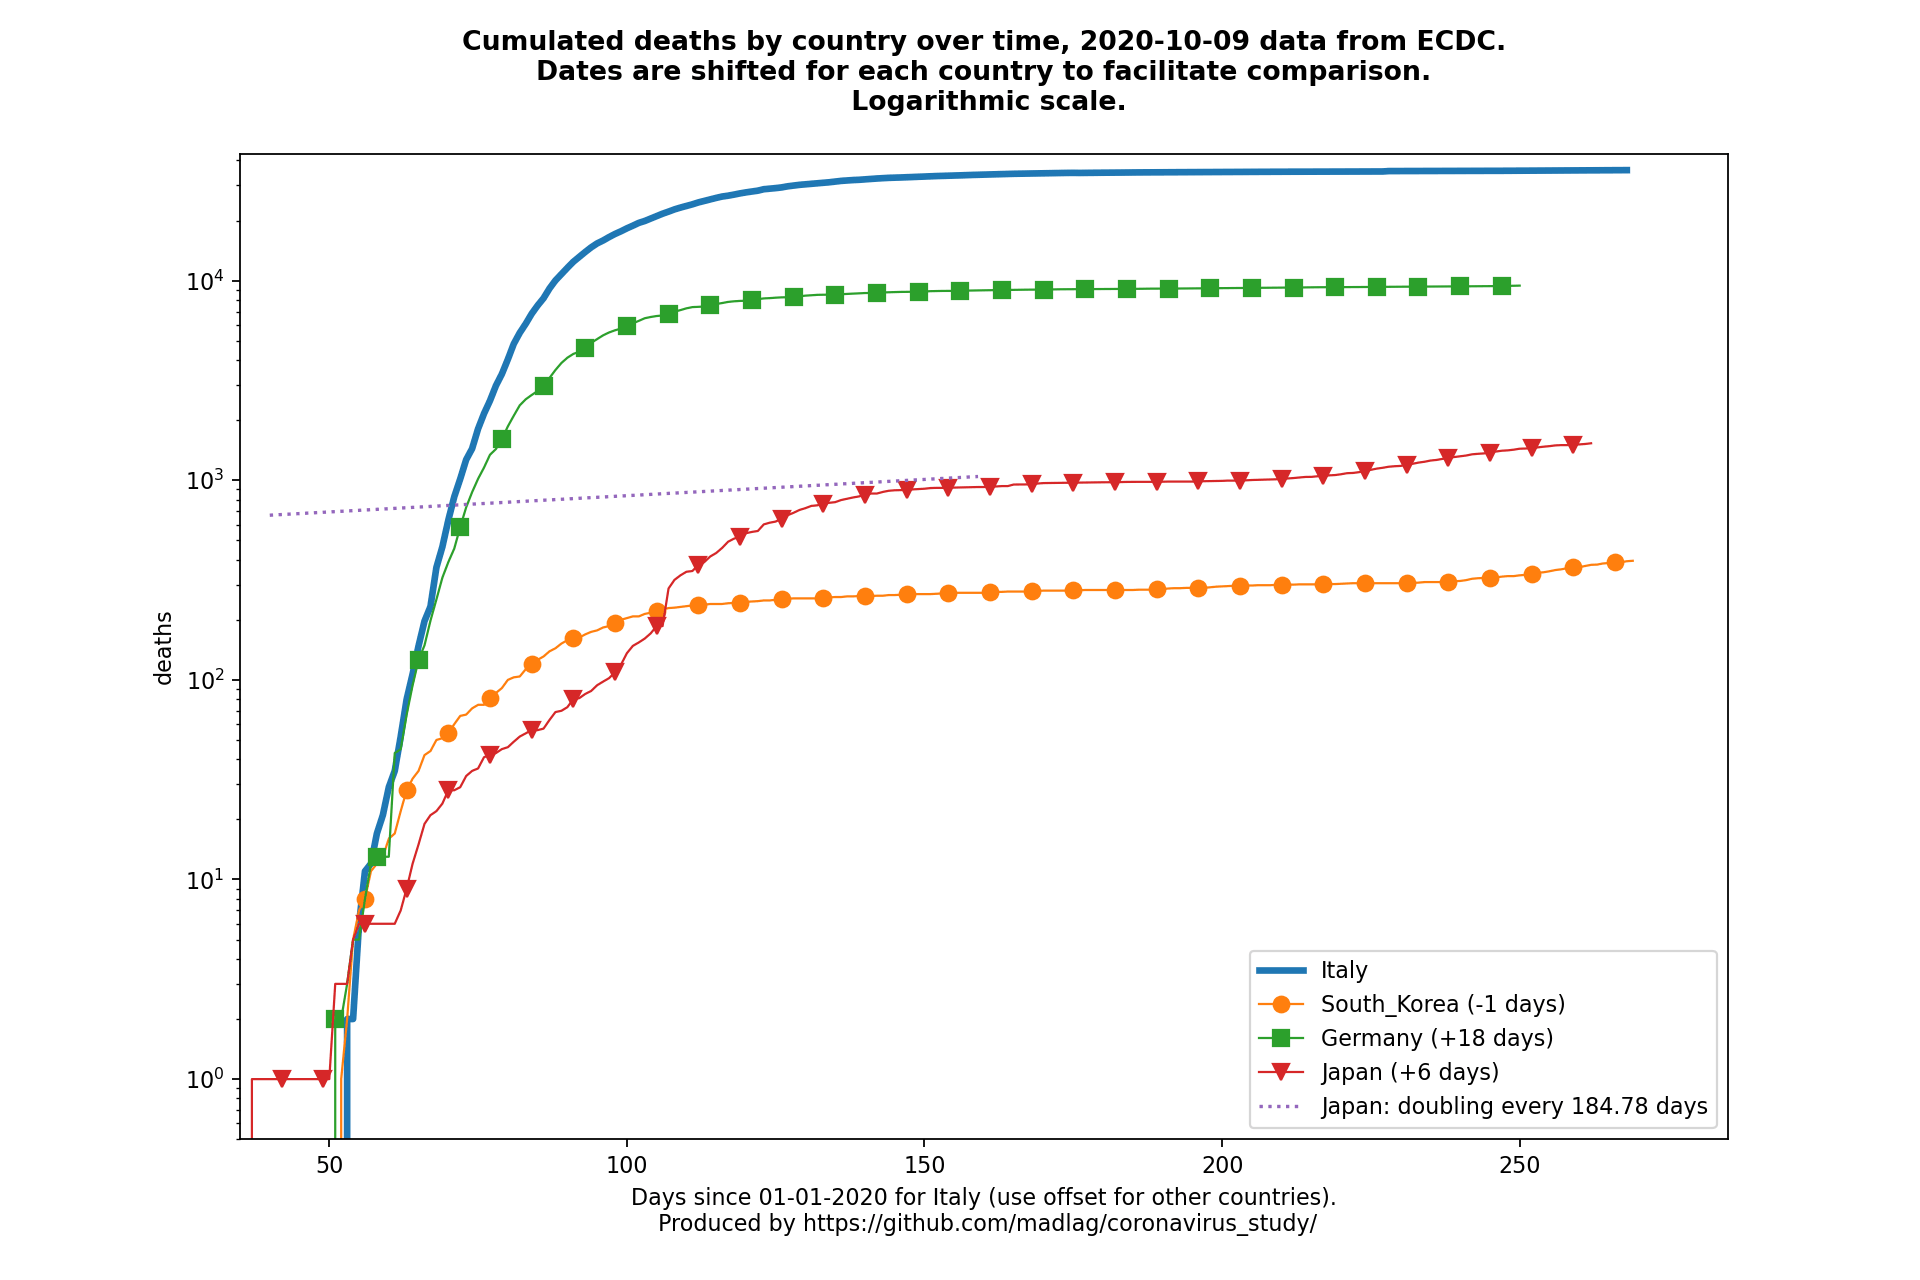 Cumulated deaths by country over time, 2020-10-09 data from ECDC.
Dates are shifted for each country to facilitate comparison.
Logarithmic scale.
deaths
10^4
10^3
10^2
10^1
10^0
50 100 150 200 250
Italy
South_Korea (-1 days)
Germany (+18 days)
Japan (+6 days)
Japan: doubling every 184.78 days
Days since 01-01-2020 for Italy (use offset for other countries).
Produced by https://github.com/madlag/coronavirus_study/